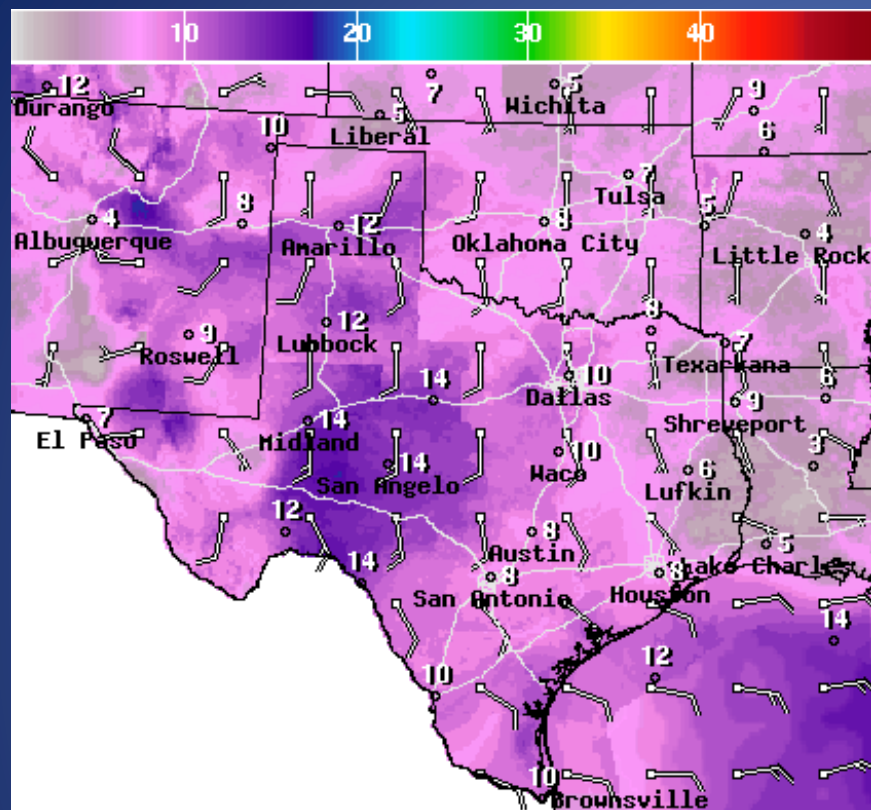 10 20 30 40
12 7 5 9
Durango Wichita
5 Liberal
10 6
7 Tulsa
4 8 12 8 5 4
Albuquerque Amarillo Oklahoma City Little Rock
12 8
9 Lubbock 7
Roswell Texarkana
10
Dallas
14 9 6
Shreveport
7 14
El Paso Midland
14 10 6 3
San Angelo Waco Lufkin
12 8 5
Austin Lake Charles
14 8 8
San Antonio Houston
14
12
10
10
Brownsville